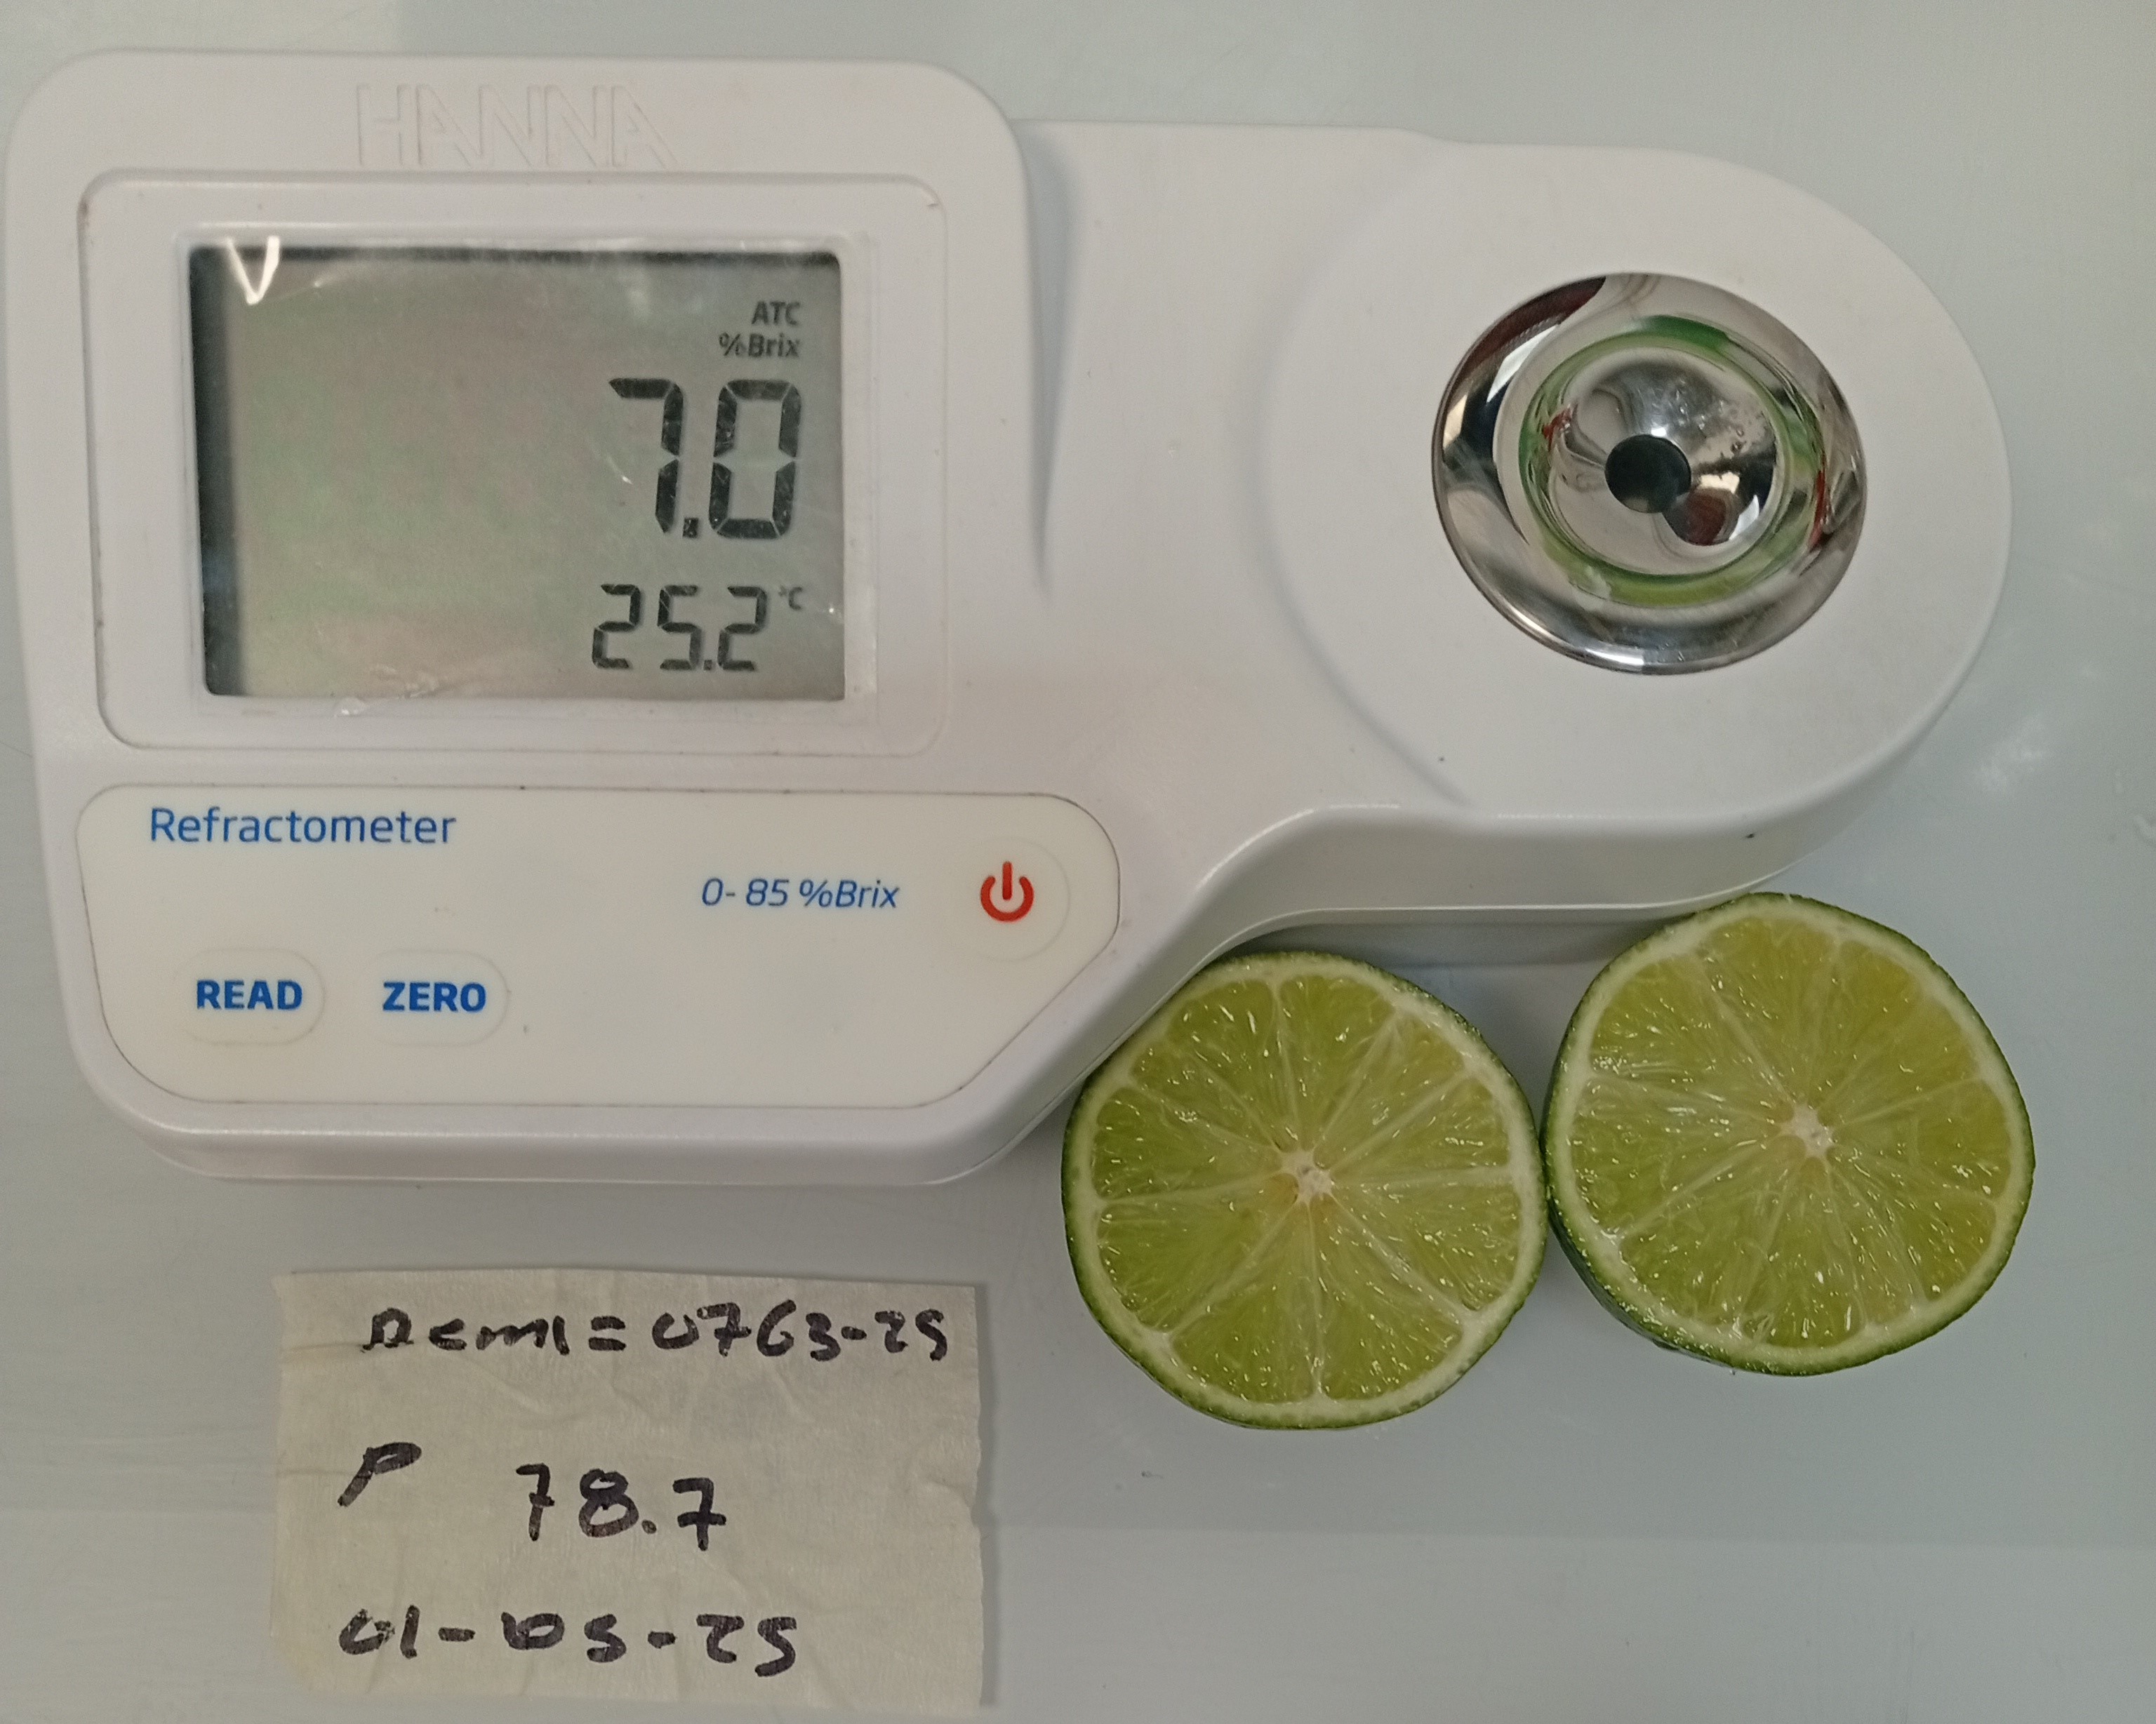 HANNA
ATC
%Brix
7.0
25.2 °C
Refractometer
0- 85 %Brix
READ
ZERO
= 0763-25
P 78.7
01-05-25